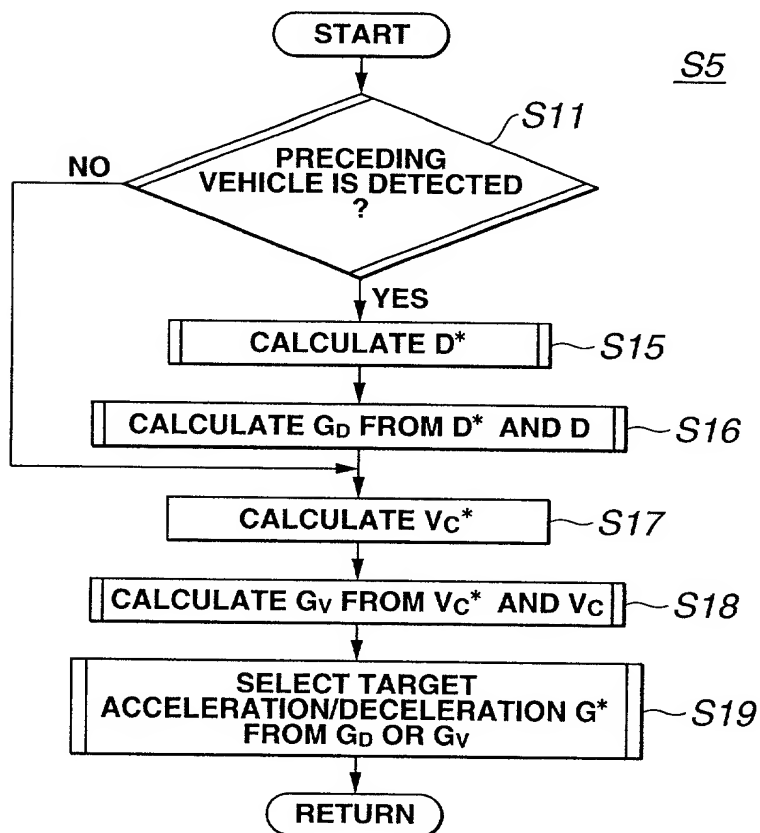 START
S5
S11
PRECEDING
VEHICLE IS DETECTED
?
NO
YES
CALCULATE D*
S15
CALCULATE GD FROM D* AND D
S16
CALCULATE VC*
S17
CALCULATE GV FROM VC* AND VC
S18
SELECT TARGET
ACCELERATION/DECELERATION G*
FROM GD OR GV
S19
RETURN